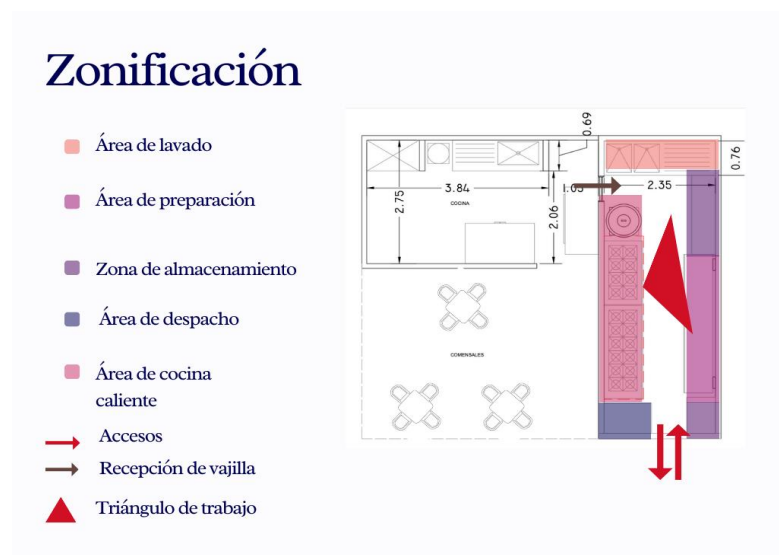 Zonificación
Área de lavado
Área de preparación
Zona de almacenamiento
Área de despacho
Área de cocina
caliente
Accesos
Recepción de vajilla
Triángulo de trabajo
0.69
0.76
3.84
2.35
2.75
COCINA
2.06
COMENSALES